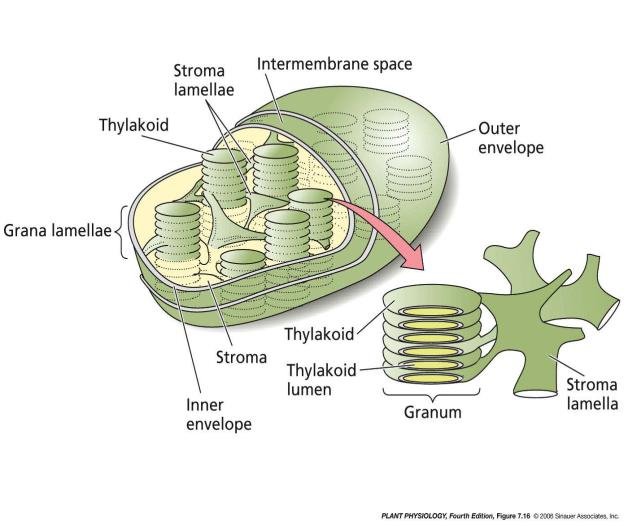 Intermembrane space
Stroma
lamellae
Thylakoid
Outer
envelope
Grana lamellae
Stroma
Inner
envelope
Thylakoid
Thylakoid
lumen
Granum
Stroma
lamella
PLANT PHYSIOLOGY, Fourth Edition, Figure 7.16 © 2006 Sinauer Associates, Inc.